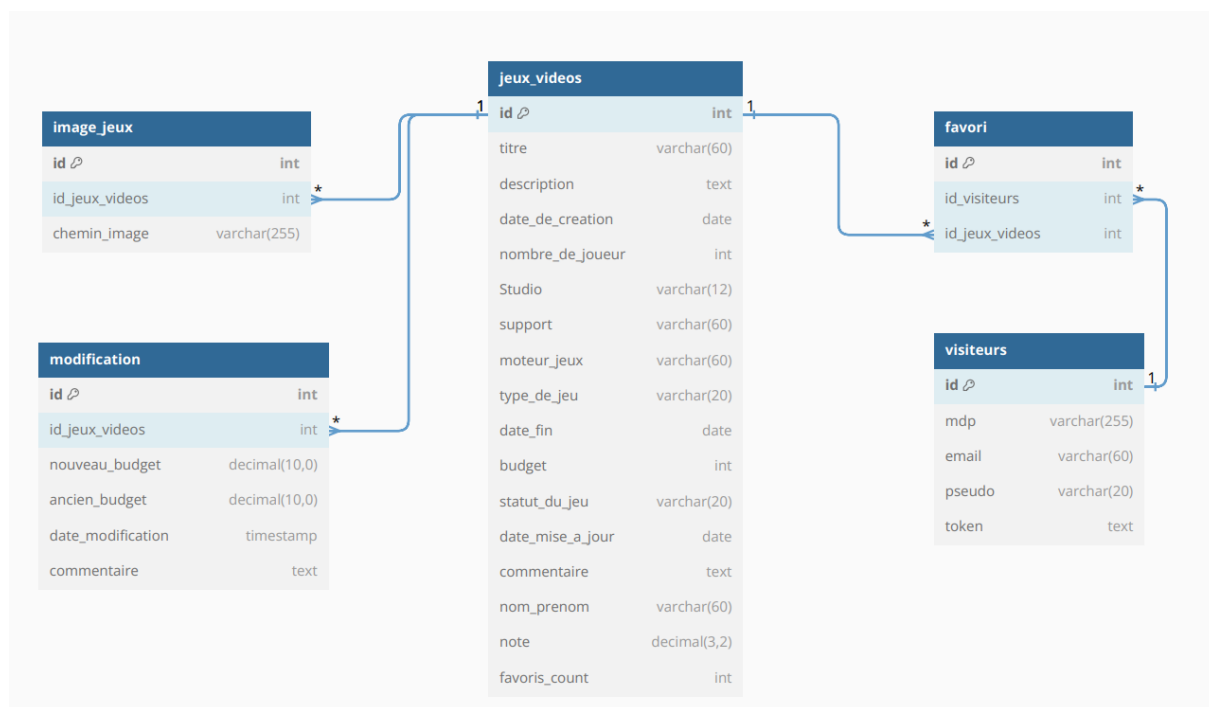 image_jeux
id int
id_jeux_videos int
chemin_image varchar(255)
*
modification
id int
id_jeux_videos int
nouveau_budget decimal(10,0)
ancien_budget decimal(10,0)
date_modification timestamp
commentaire text
*
jeux_videos
1 id int 1
titre varchar(60)
description text
date_de_creation date
nombre_de_joueur int
Studio varchar(12)
support varchar(60)
moteur_jeux varchar(60)
type_de_jeu varchar(20)
date_fin date
budget int
statut_du_jeu varchar(20)
date_mise_a_jour date
commentaire text
nom_prenom varchar(60)
note decimal(3,2)
favoris_count int
favori
id int
id_visiteurs int *
* id_jeux_videos int
visiteurs
id int 1
mdp varchar(255)
email varchar(60)
pseudo varchar(20)
token text